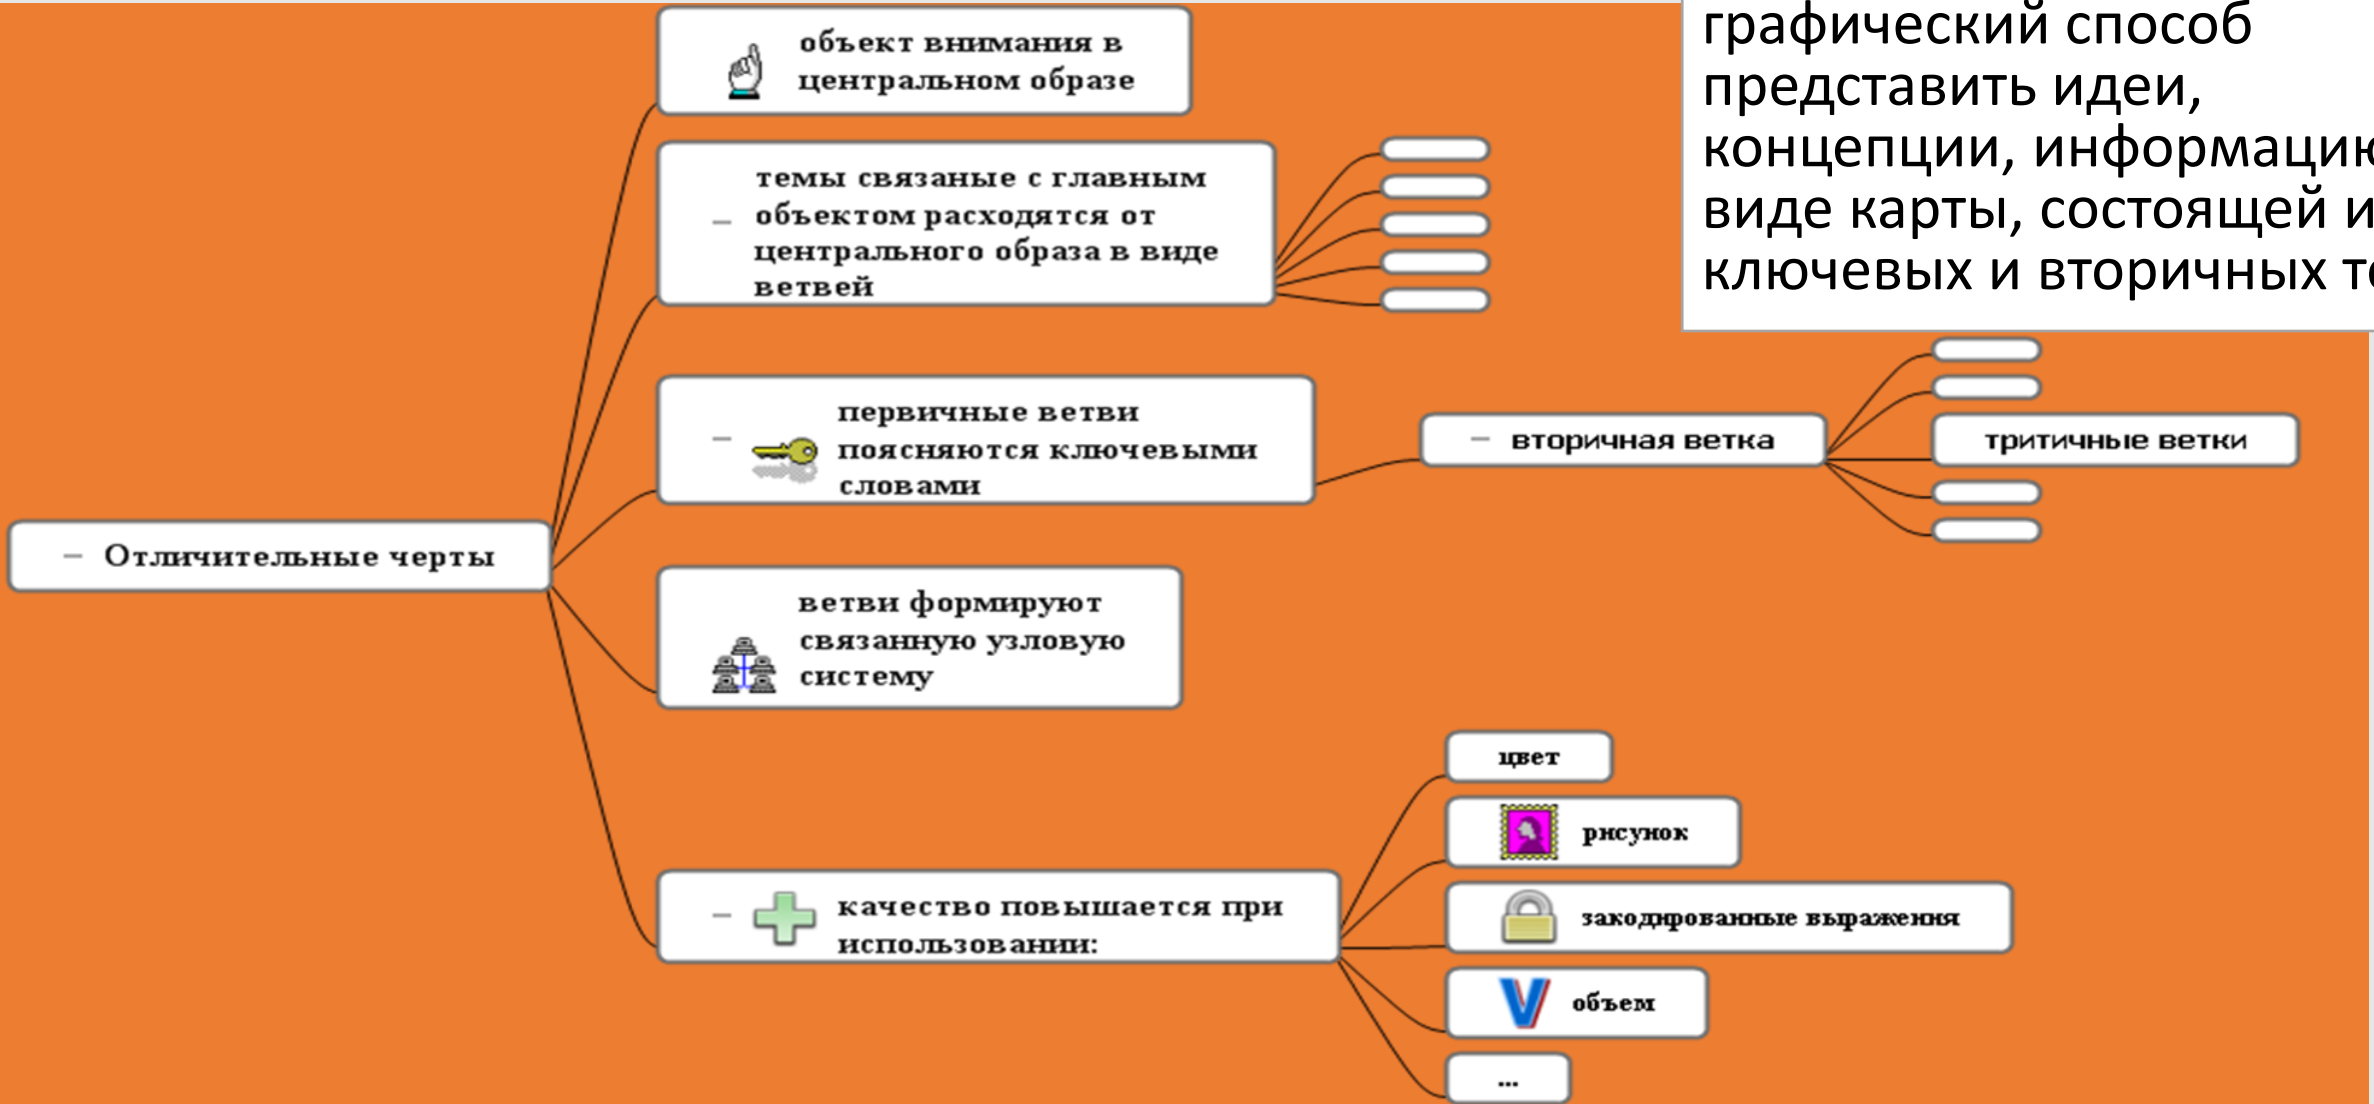 графический способ
представить идеи,
концепции, информацию
виде карты, состоящей
ключевых и вторичных
объект внимания в
центральном образе
темы связаные с главным
объектом расходятся от
центрального образа в виде
ветвей
первичные ветви
поясняются ключевыми
словами
вторичная ветка
тритичные ветки
Отличительные черты
ветви формируют
связанную узловую
систему
качество повышается при
использовании:
цвет
рисунок
закодированные выражения
объем
...